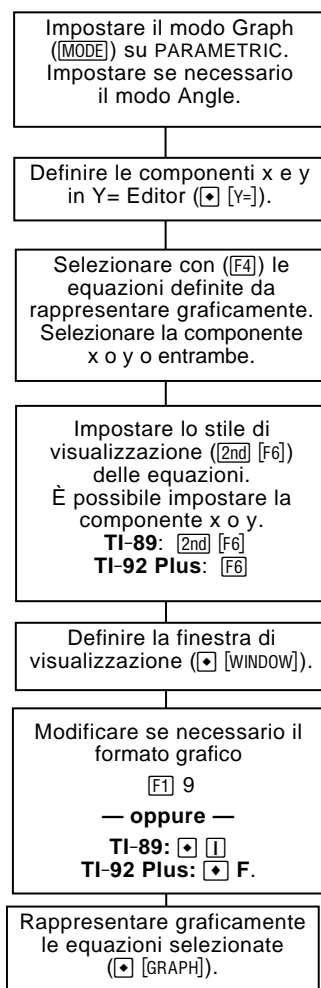 Impostare il modo Graph
([MODE]) su PARAMETRIC.
Impostare se necessario
il modo Angle.
Definire le componenti x e y
in Y= Editor (◆ [Y=]).
Selezionare con ([F4]) le
equazioni definite da
rappresentare graficamente.
Selezionare la componente
x o y o entrambe.
Impostare lo stile di
visualizzazione ([2nd] [F6])
delle equazioni.
È possibile impostare la
componente x o y.
TI-89: [2nd] [F6]
TI-92 Plus: [F6]
Definire la finestra di
visualizzazione (◆ [WINDOW]).
Modificare se necessario il
formato grafico
[F1] 9
— oppure —
TI-89: ◆ [|]
TI-92 Plus: ◆ F.
Rappresentare graficamente
le equazioni selezionate
(◆ [GRAPH]).